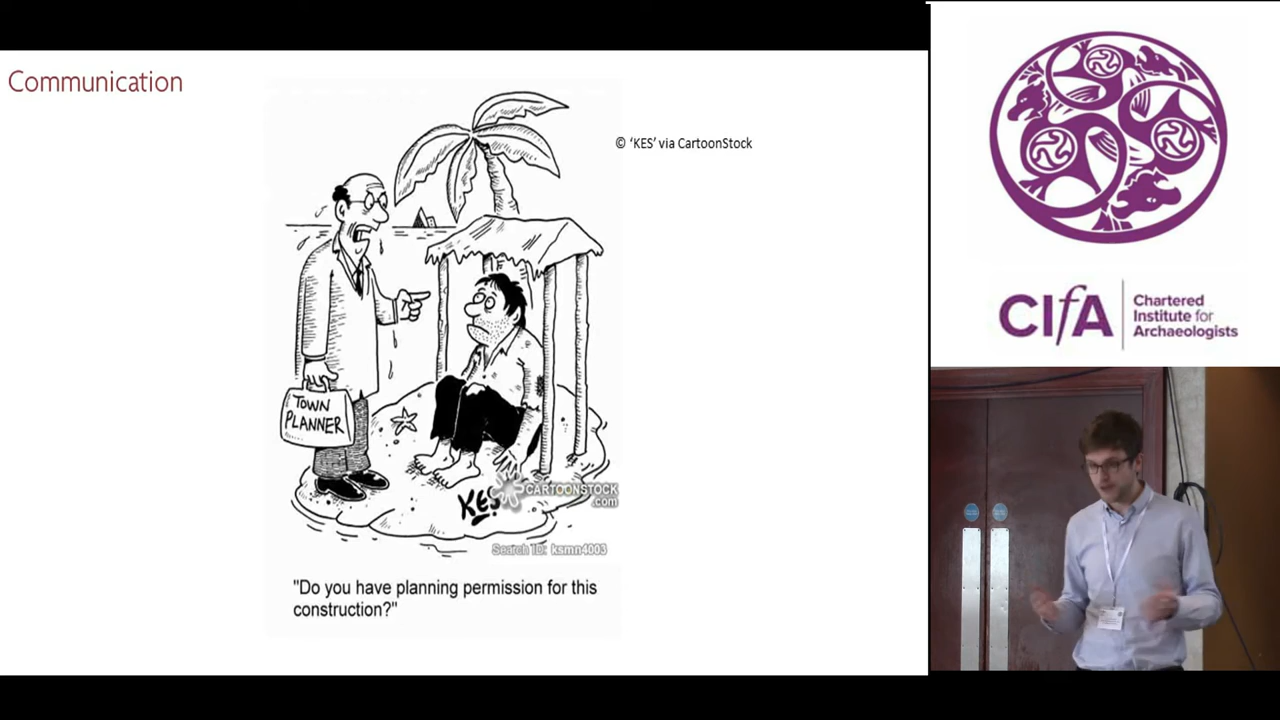 Communication
© ‘KES’ via CartoonStock
TOWN
PLANNER
KES
CARTOONSTOCK
.com
Search ID: ksmn4003
"Do you have planning permission for this
construction?"
CIfA
Chartered
Institute for
Archaeologists